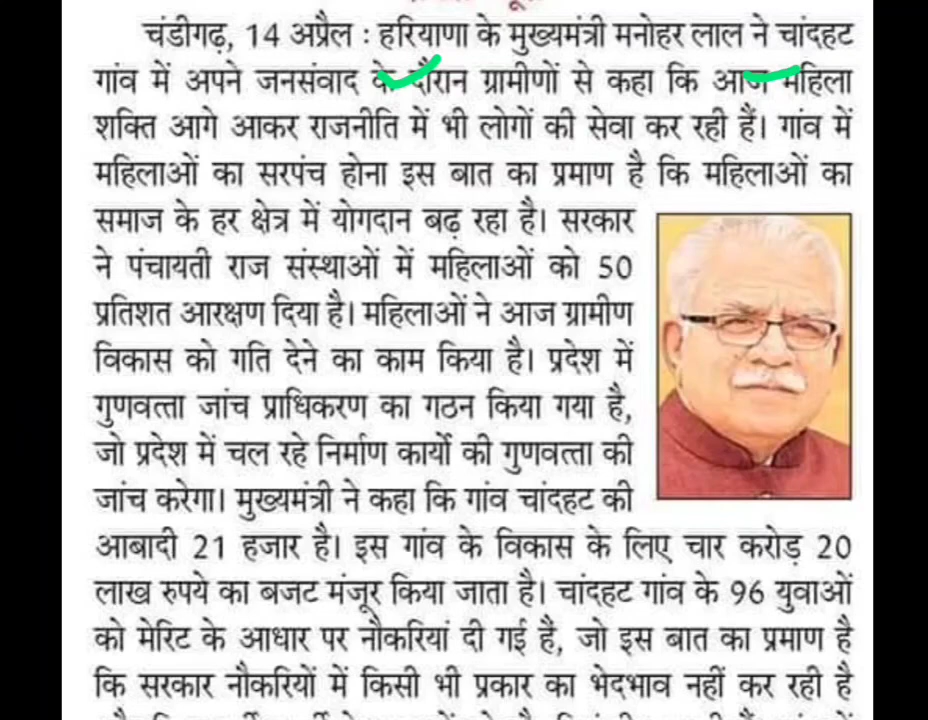 चंडीगढ़, 14 अप्रैल : हरियाणा के मुख्यमंत्री मनोहर लाल ने चांदहट
गांव में अपने जनसंवाद के दौरान ग्रामीणों से कहा कि आज महिला
शक्ति आगे आकर राजनीति में भी लोगों की सेवा कर रही हैं। गांव में
महिलाओं का सरपंच होना इस बात का प्रमाण है कि महिलाओं का
समाज के हर क्षेत्र में योगदान बढ़ रहा है। सरकार
ने पंचायती राज संस्थाओं में महिलाओं को 50
प्रतिशत आरक्षण दिया है। महिलाओं ने आज ग्रामीण
विकास को गति देने का काम किया है। प्रदेश में
गुणवत्ता जांच प्राधिकरण का गठन किया गया है,
जो प्रदेश में चल रहे निर्माण कार्यों की गुणवत्ता की
जांच करेगा। मुख्यमंत्री ने कहा कि गांव चांदहट की
आबादी 21 हजार है। इस गांव के विकास के लिए चार करोड़ 20
लाख रुपये का बजट मंजूर किया जाता है। चांदहट गांव के 96 युवाओं
को मेरिट के आधार पर नौकरियां दी गई हैं, जो इस बात का प्रमाण है
कि सरकार नौकरियों में किसी भी प्रकार का भेदभाव नहीं कर रही है